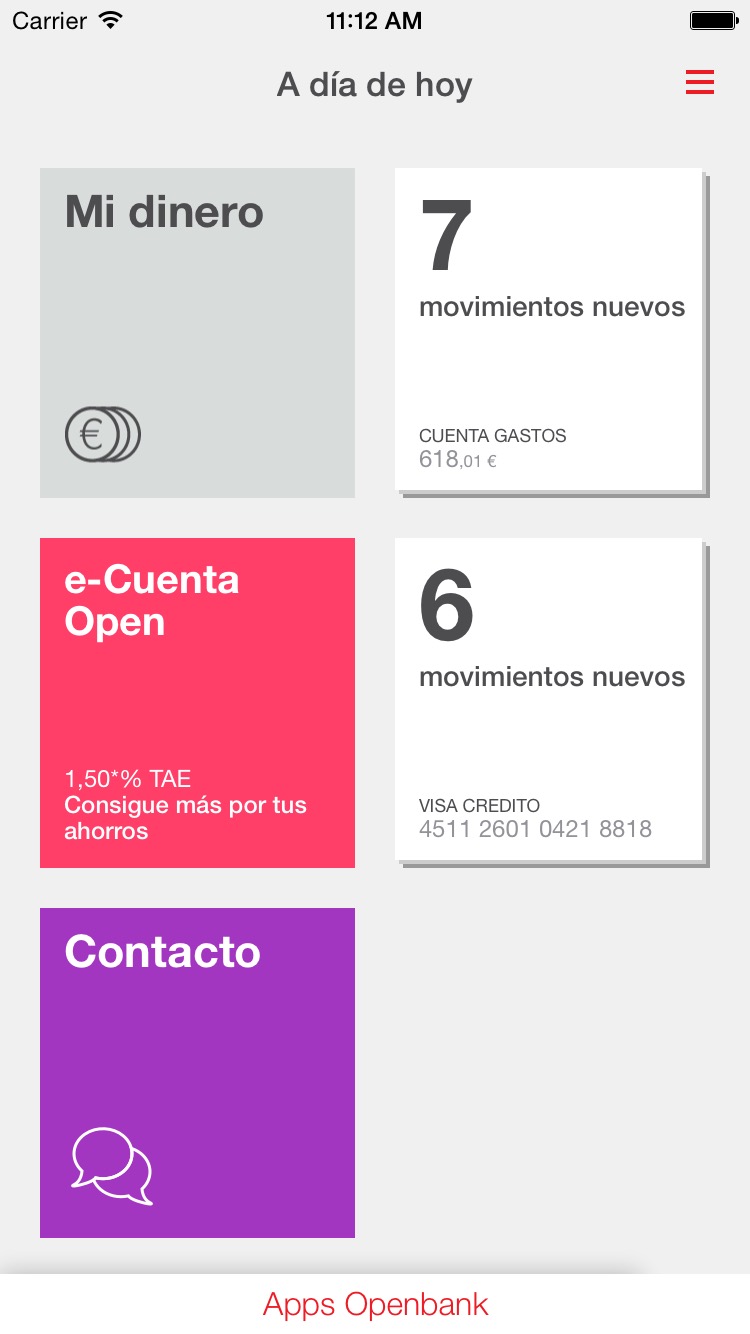 Carrier 11:12 AM
A día de hoy
Mi dinero
7
movimientos nuevos
CUENTA GASTOS
618,01 €
e-Cuenta
Open
1,50*% TAE
Consigue más por tus
ahorros
6
movimientos nuevos
VISA CREDITO
4511 2601 0421 8818
Contacto
Apps Openbank